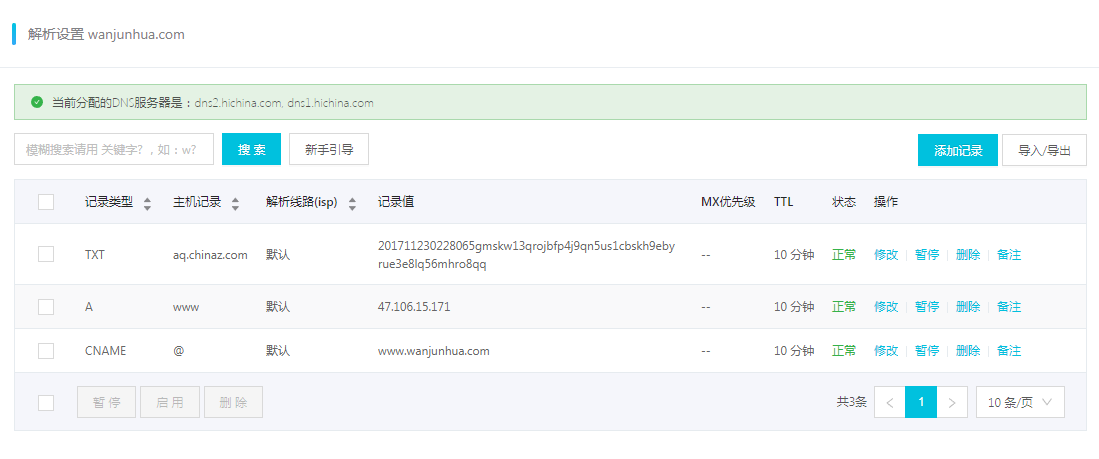 解析设置 wanjunhua.com
当前分配的DNS服务器是：dns2.hichina.com, dns1.hichina.com
模糊搜索请用 关键字? ，如：w? 搜 索 新手引导 添加记录 导入/导出
记录类型 主机记录 解析线路(isp) 记录值 MX优先级 TTL 状态 操作
TXT aq.chinaz.com 默认 201711230228065gmskw13qrojbfp4j9qn5us1cbskh9eby -- 10 分钟 正常 修改 暂停 删除 备注
rue3e8lq56mhro8qq
A www 默认 47.106.15.171 -- 10 分钟 正常 修改 暂停 删除 备注
CNAME @ 默认 www.wanjunhua.com -- 10 分钟 正常 修改 暂停 删除 备注
暂 停 启 用 删 除 共3条 < 1 > 10 条/页